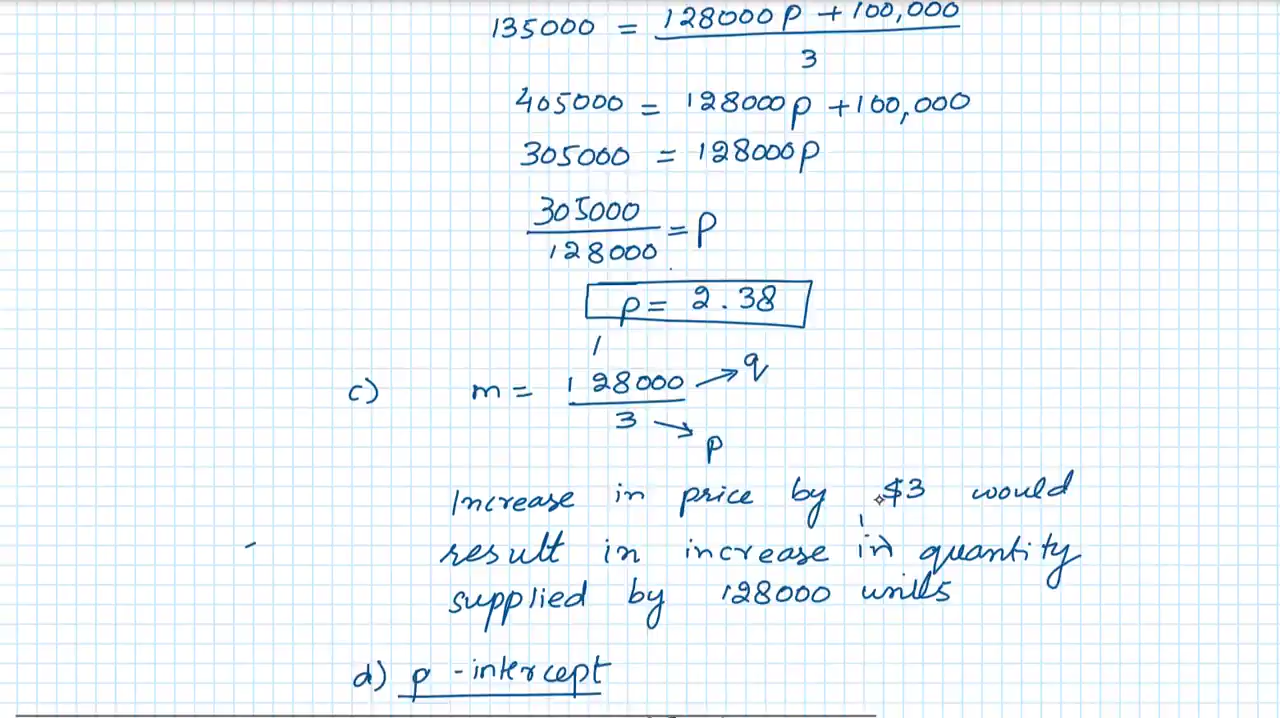 135000 = 128000p + 100,000
3
405000 = 128000p + 100,000
305000 = 128000p
305000
128000 = p
p = 2.38
c) m = 128000 → q
3 → p
Increase in price by $3 would
result in increase in quantity
supplied by 128000 units
d) p - intercept